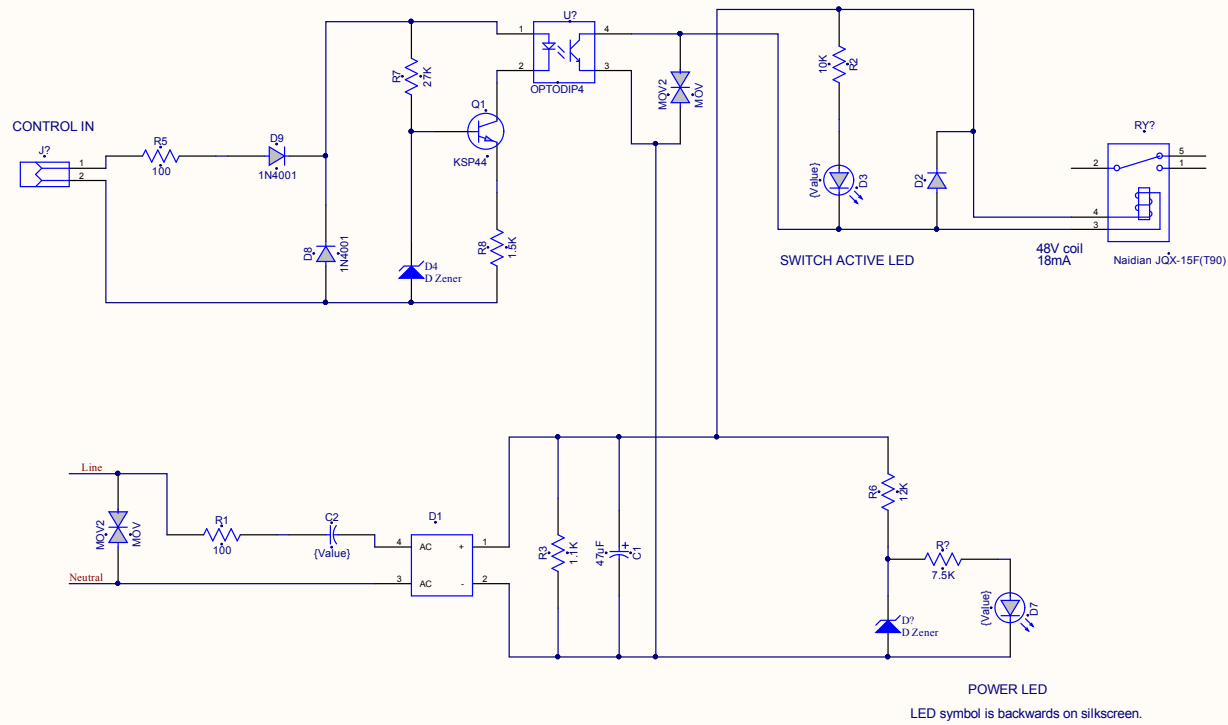 U?
1
4
2
3
OPTODIP4
R7
27K
Q1
KSP44
MOV2
MOV
10K
R2
{Value}
D3
D2
RY?
2
5
1
4
3
48V coil
18mA
Naidian JQX-15F(T90)
SWITCH ACTIVE LED
CONTROL IN
J?
1
2
R5
100
D9
1N4001
D8
1N4001
D4
D Zener
R8
1.5K
Line
MOV2
MOV
Neutral
R1
100
C2
{Value}
D1
4
AC
+
1
3
AC
-
2
R3
1.1K
47uF
+
C1
R6
12K
R?
7.5K
D?
D Zener
{Value}
D7
POWER LED
LED symbol is backwards on silkscreen.